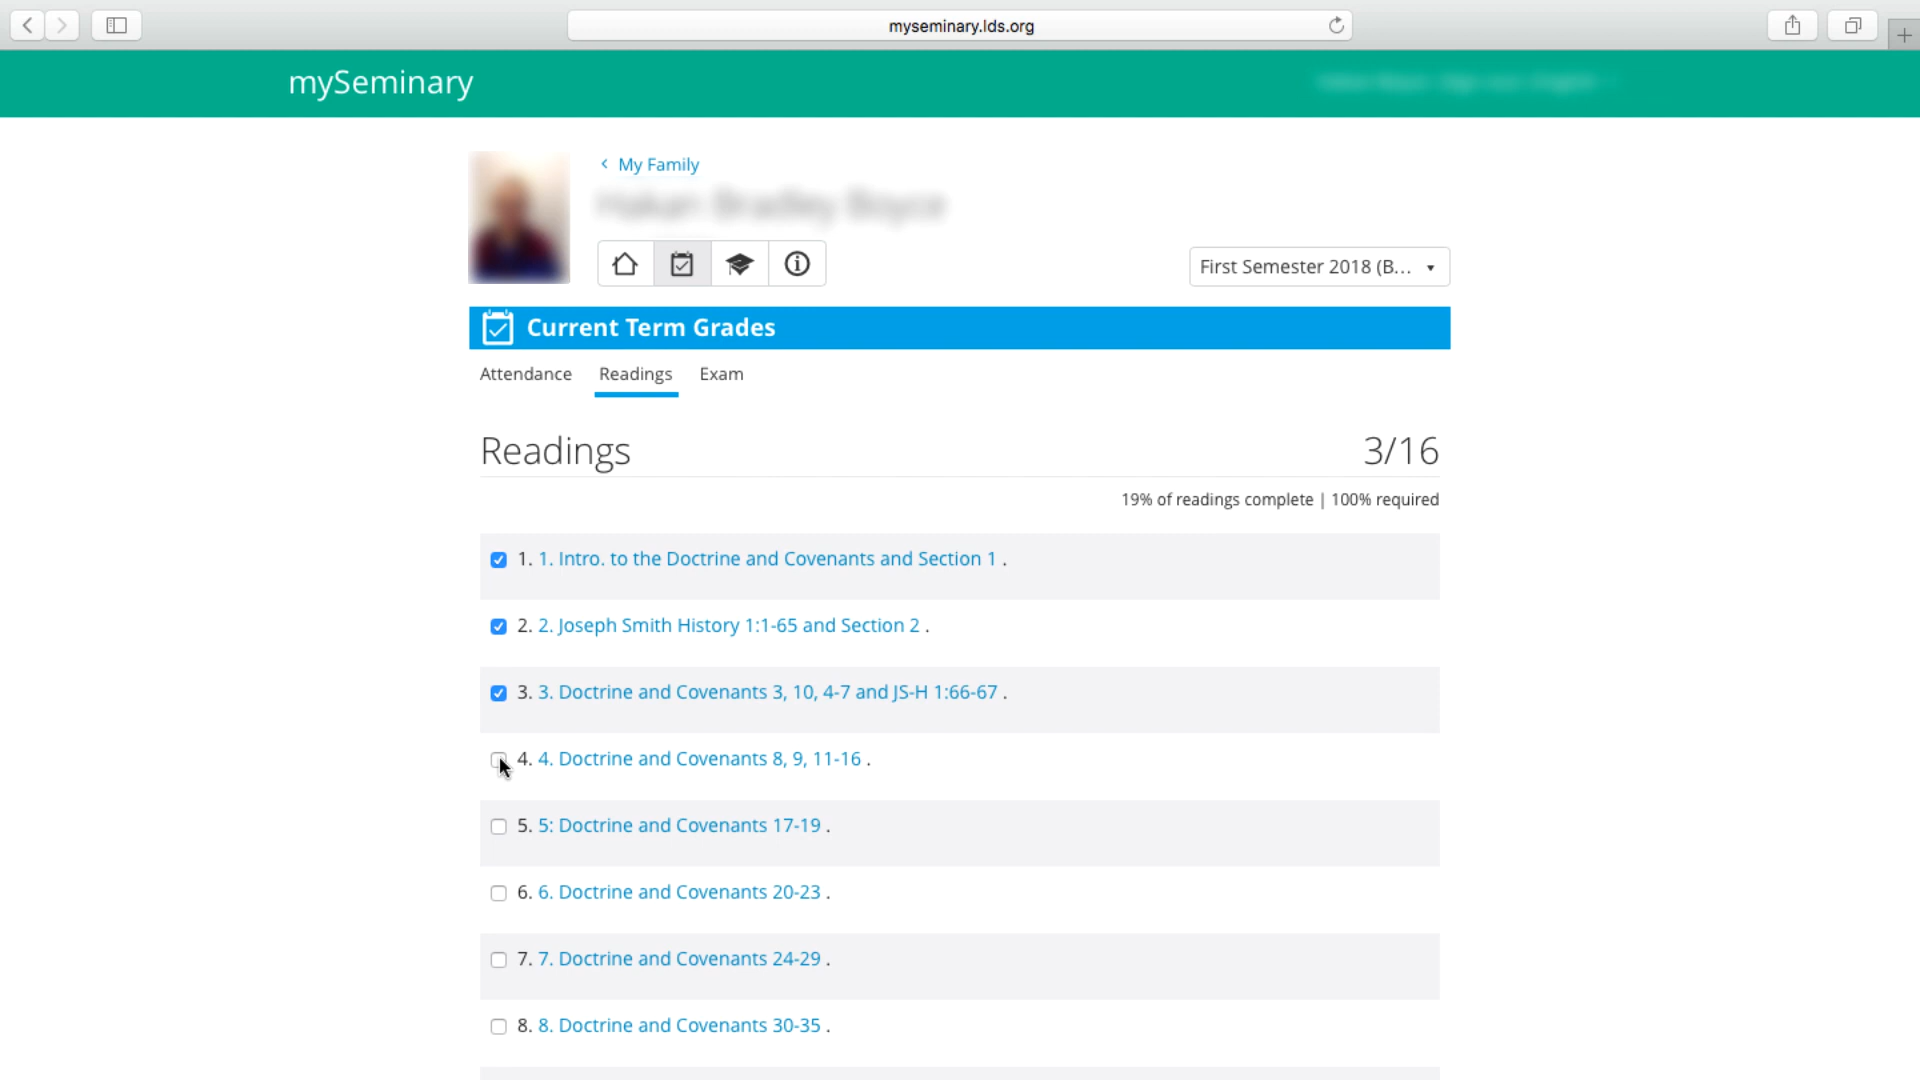 myseminary.lds.org
mySeminary
My Family
First Semester 2018 (B...
Current Term Grades
Attendance Readings Exam
Readings 3/16
19% of readings complete | 100% required
1. 1. Intro. to the Doctrine and Covenants and Section 1 .
2. 2. Joseph Smith History 1:1-65 and Section 2 .
3. 3. Doctrine and Covenants 3, 10, 4-7 and JS-H 1:66-67 .
4. 4. Doctrine and Covenants 8, 9, 11-16 .
5. 5: Doctrine and Covenants 17-19 .
6. 6. Doctrine and Covenants 20-23 .
7. 7. Doctrine and Covenants 24-29 .
8. 8. Doctrine and Covenants 30-35 .